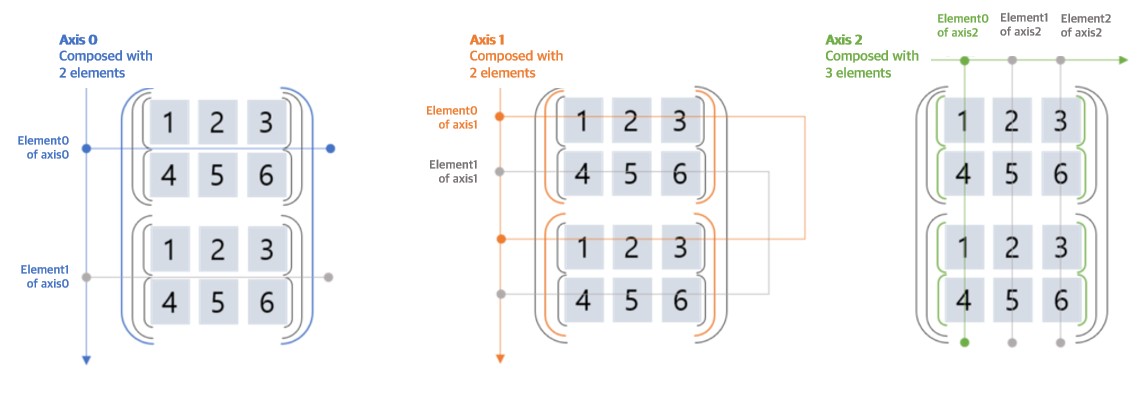 Axis 0
Composed with
2 elements
Element0
of axis0
1 2 3
4 5 6
Element1
of axis0
1 2 3
4 5 6
Axis 1
Composed with
2 elements
Element0
of axis1
1 2 3
Element1
of axis1
4 5 6
1 2 3
4 5 6
Axis 2
Composed with
3 elements
Element0
of axis2
Element1
of axis2
Element2
of axis2
1 2 3
4 5 6
1 2 3
4 5 6